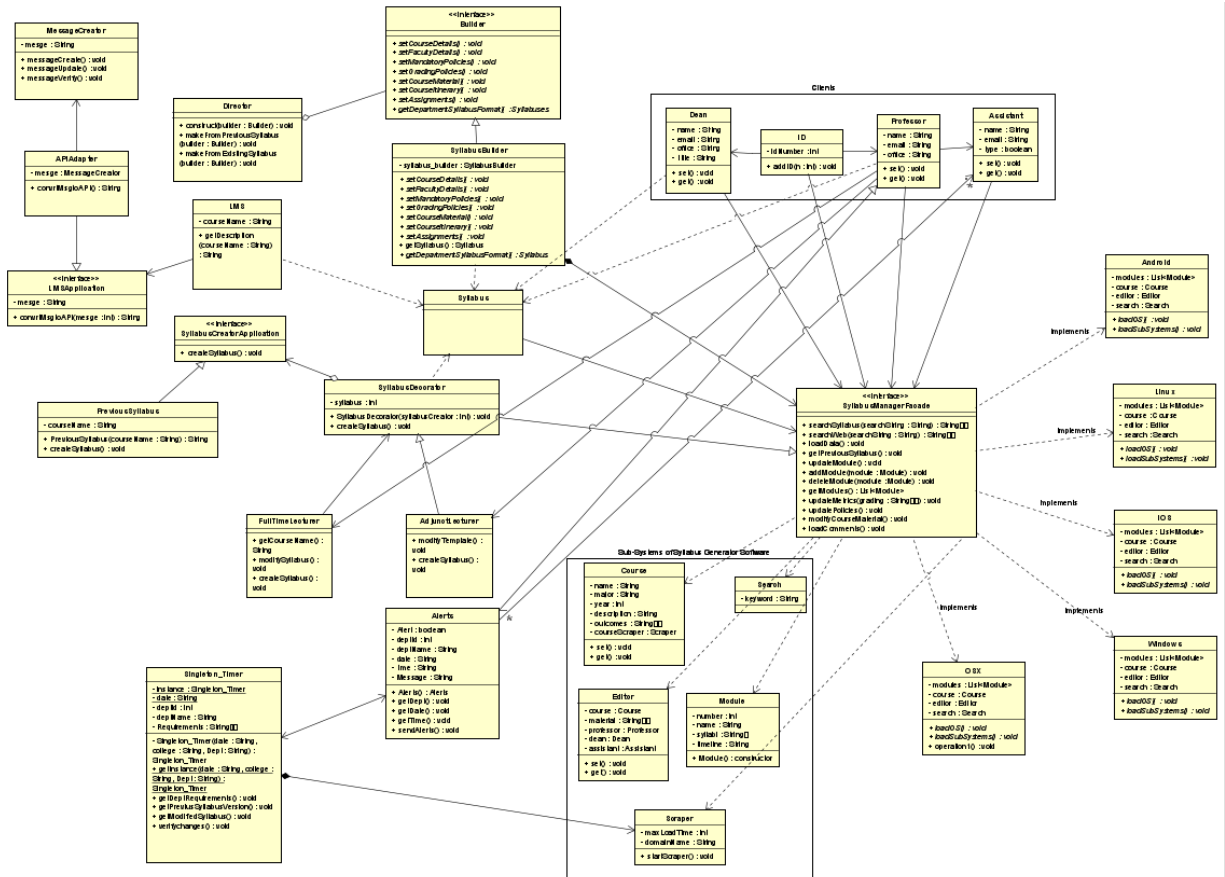 MessageCreator
- mesge : String
+ messageCreate() : void
+ messageUpdate() : void
+ messageVerify() : void
<<Interface>>
Builder
+ setCourseDetails() : void
+ setFacultyDetails() : void
+ setMandatoryPolicies() : void
+ setGradingPolicies() : void
+ setCourseMaterial() : void
+ setCourseItinerary() : void
+ setAssignments() : void
+ getDepartmentSyllabusFormat() : Syllabuses
Director
+ construct(builder : Builder) : void
+ makeFromPreviousSyllabus
(builder : Builder) : void
+ makeFromExistingSyllabus
(builder : Builder) : void
APIAdapter
- mesge : MessageCreator
+ convrtMsgtoAPI() : String
SyllabusBuilder
- syllabus_builder : SyllabusBuilder
+ setCourseDetails() : void
+ setFacultyDetails() : void
+ setMandatoryPolicies() : void
+ setGradingPolicies() : void
+ setCourseMaterial() : void
+ setCourseItinerary() : void
+ setAssignments() : void
+ getSyllabus() : Syllabus
+ getDepartmentSyllabusFormat() : Syllabus
Clients
Dean
- name : String
- email : String
- office : String
- title : String
+ set() : void
+ get() : void
ID
- idNumber : int
+ addID(n : int) : void
Professor
- name : String
- email : String
- office : String
+ set() : void
+ get() : void
Assistant
- name : String
- email : String
- type : boolean
+ set() : void
+ get() : void
*
LMS
- courseName : String
+ getDescription
(courseName : String)
: String
<<Interface>>
LMSApplication
- mesge : String
+ convrtMsgtoAPI(mesge : int) : String
Syllabus
<<Interface>>
SyllabusCreatorApplication
+ createSyllabus() : void
PreviousSyllabus
- courseName : String
+ PreviousSyllabus(courseName : String) : String
+ createSyllabus() : void
SyllabusDecorator
- syllabus : int
+ SyllabusDecorator(syllabusCreator : int) : void
+ createSyllabus() : void
<<Interface>>
SyllabusManagerFacade
+ searchSyllabus(searchString : String) : String[][]
+ searchWeb(searchString : String) : String[][]
+ loadData() : void
+ getPreviousSyllabus() : void
+ updateModule() : void
+ addModule(module : Module) : void
+ deleteModule(module : Module) : void
+ getModules() : List<Module>
+ updateMetrics(grading : String[][]) : void
+ updatePolicies() : void
+ modifyCourseMaterial() : void
+ loadComments() : void
Android
- modules : List<Module>
- course : Course
- editor : Editor
- search : Search
+ loadOS() : void
+ loadSubSystems() : void
Implements
Linux
- modules : List<Module>
- course : Course
- editor : Editor
- search : Search
+ loadOS() : void
+ loadSubSystems() : void
Implements
IOS
- modules : List<Module>
- course : Course
- editor : Editor
- search : Search
+ loadOS() : void
+ loadSubSystems() : void
Implements
Windows
- modules : List<Module>
- course : Course
- editor : Editor
- search : Search
+ loadOS() : void
+ loadSubSystems() : void
Implements
OSX
- modules : List<Module>
- course : Course
- editor : Editor
- search : Search
+ loadOS() : void
+ loadSubSystems() : void
+ operation1() : void
Implements
FullTimeLecturer
+ getCourseName() :
String
+ modifySyllabus() :
void
+ createSyllabus() :
void
AdjunctLecturer
+ modifyTemplate() :
void
+ createSyllabus() :
void
Sub-Systems of Syllabus Generator Software
Course
- name : String
- major : String
- year : int
- description : String
- outcomes : String[][]
- courseScraper : Scraper
+ set() : void
+ get() : void
Search
- keyword : String
Alerts
- Alert : boolean
- deptId : int
- deptName : String
- date : String
- time : String
- Message : String
+ Alerts() : Alerts
+ getDept() : void
+ getDate() : void
+ getTime() : void
+ sendAlerts() : void
*
Singleton_Timer
- instance : Singleton_Timer
- date : String
- deptId : int
- deptName : String
- Requirements : String[][]
- Singleton_Timer(date : String,
college : String, Dept : String) :
Singleton_Timer
+ getInstance(date : String, college :
String, Dept : String) :
Singleton_Timer
+ getDeptRequirements() : void
+ getPreviusSyllabusVersion() : void
+ getModifedSyllabus() : void
+ verifychanges() : void
Editor
- course : Course
- material : String[][]
- professor : Professor
- dean : Dean
- assistant : Assistant
+ set() : void
+ get() : void
Module
- number : int
- name : String
- syllabi : String[]
- timeline : String
+ Module() : constructor
Scraper
- maxLoadTime : int
- domainName : String
+ startScraper() : void